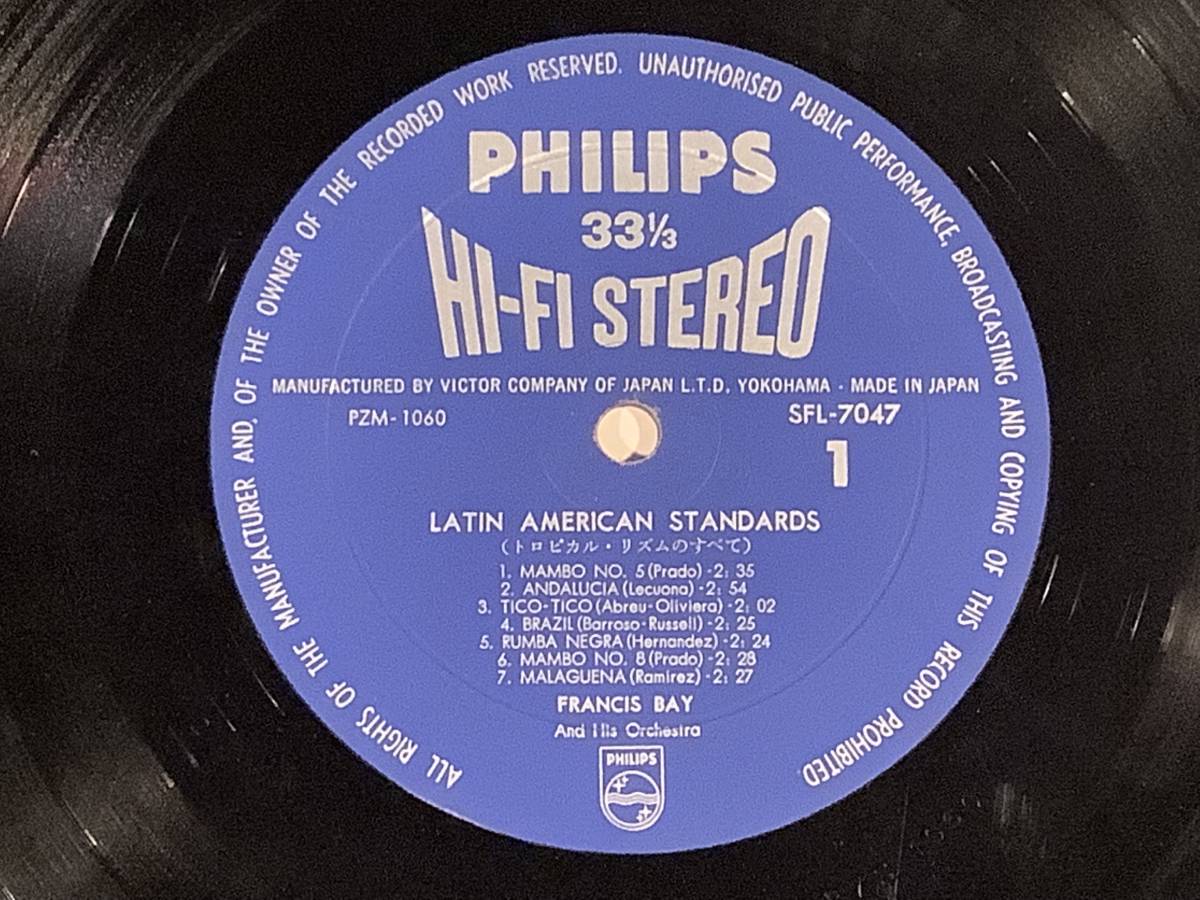 ALL RIGHTS OF THE MANUFACTURER AND, OF THE OWNER OF THE RECORDED WORK RESERVED. UNAUTHORISED PUBLIC PERFORMANCE, BROADCASTING AND COPYING OF THIS RECORD PROHIBITED.
PHILIPS
33⅓
HI-FI STEREO
MANUFACTURED BY VICTOR COMPANY OF JAPAN L.T.D, YOKOHAMA · MADE IN JAPAN
PZM-1060 SFL-7047
1
LATIN AMERICAN STANDARDS
(トロピカル・リズムのすべて)
1. MAMBO NO. 5 (Prado) -2: 35
2. ANDALUCIA (Lecuona) -2: 54
3. TICO-TICO (Abreu-Oliviera) -2: 02
4. BRAZIL (Barroso-Russell) -2: 25
5. RUMBA NEGRA (Hernandez) -2: 24
6. MAMBO NO. 8 (Prado) -2: 28
7. MALAGUENA (Ramirez) -2: 27
FRANCIS BAY
And His Orchestra
PHILIPS